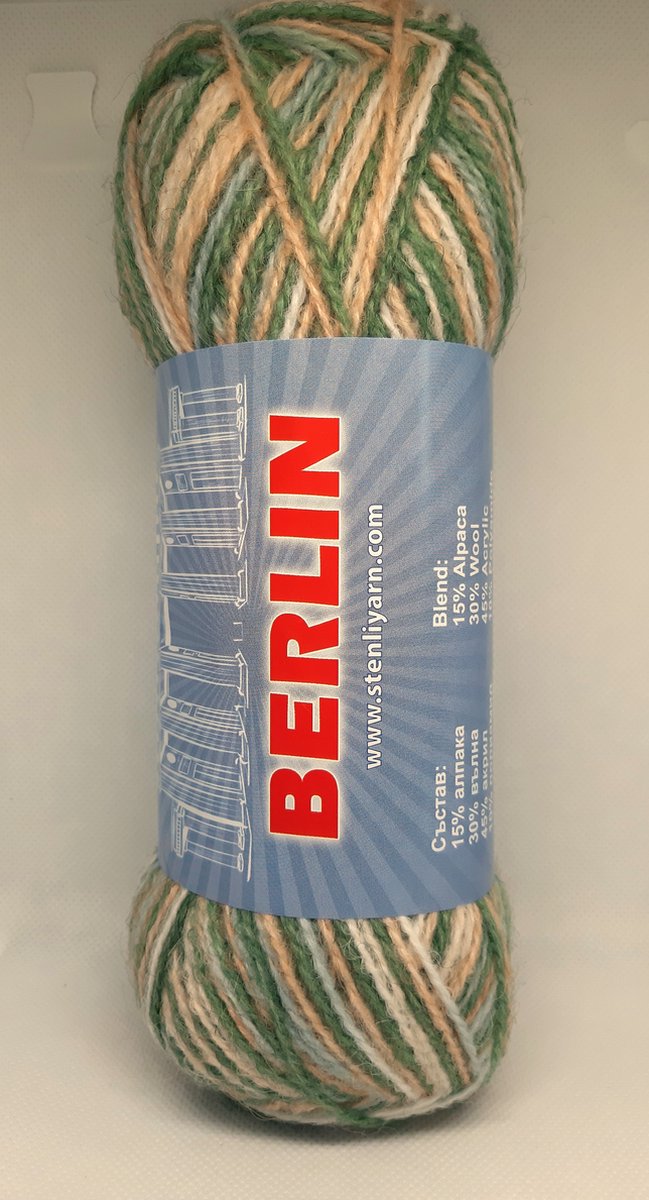 BERLIN
www.stenliyarn.com
Състав:
15% алпака
30% вълна
45% акрил
Blend:
15% Alpaca
30% Wool
45% Acrylic